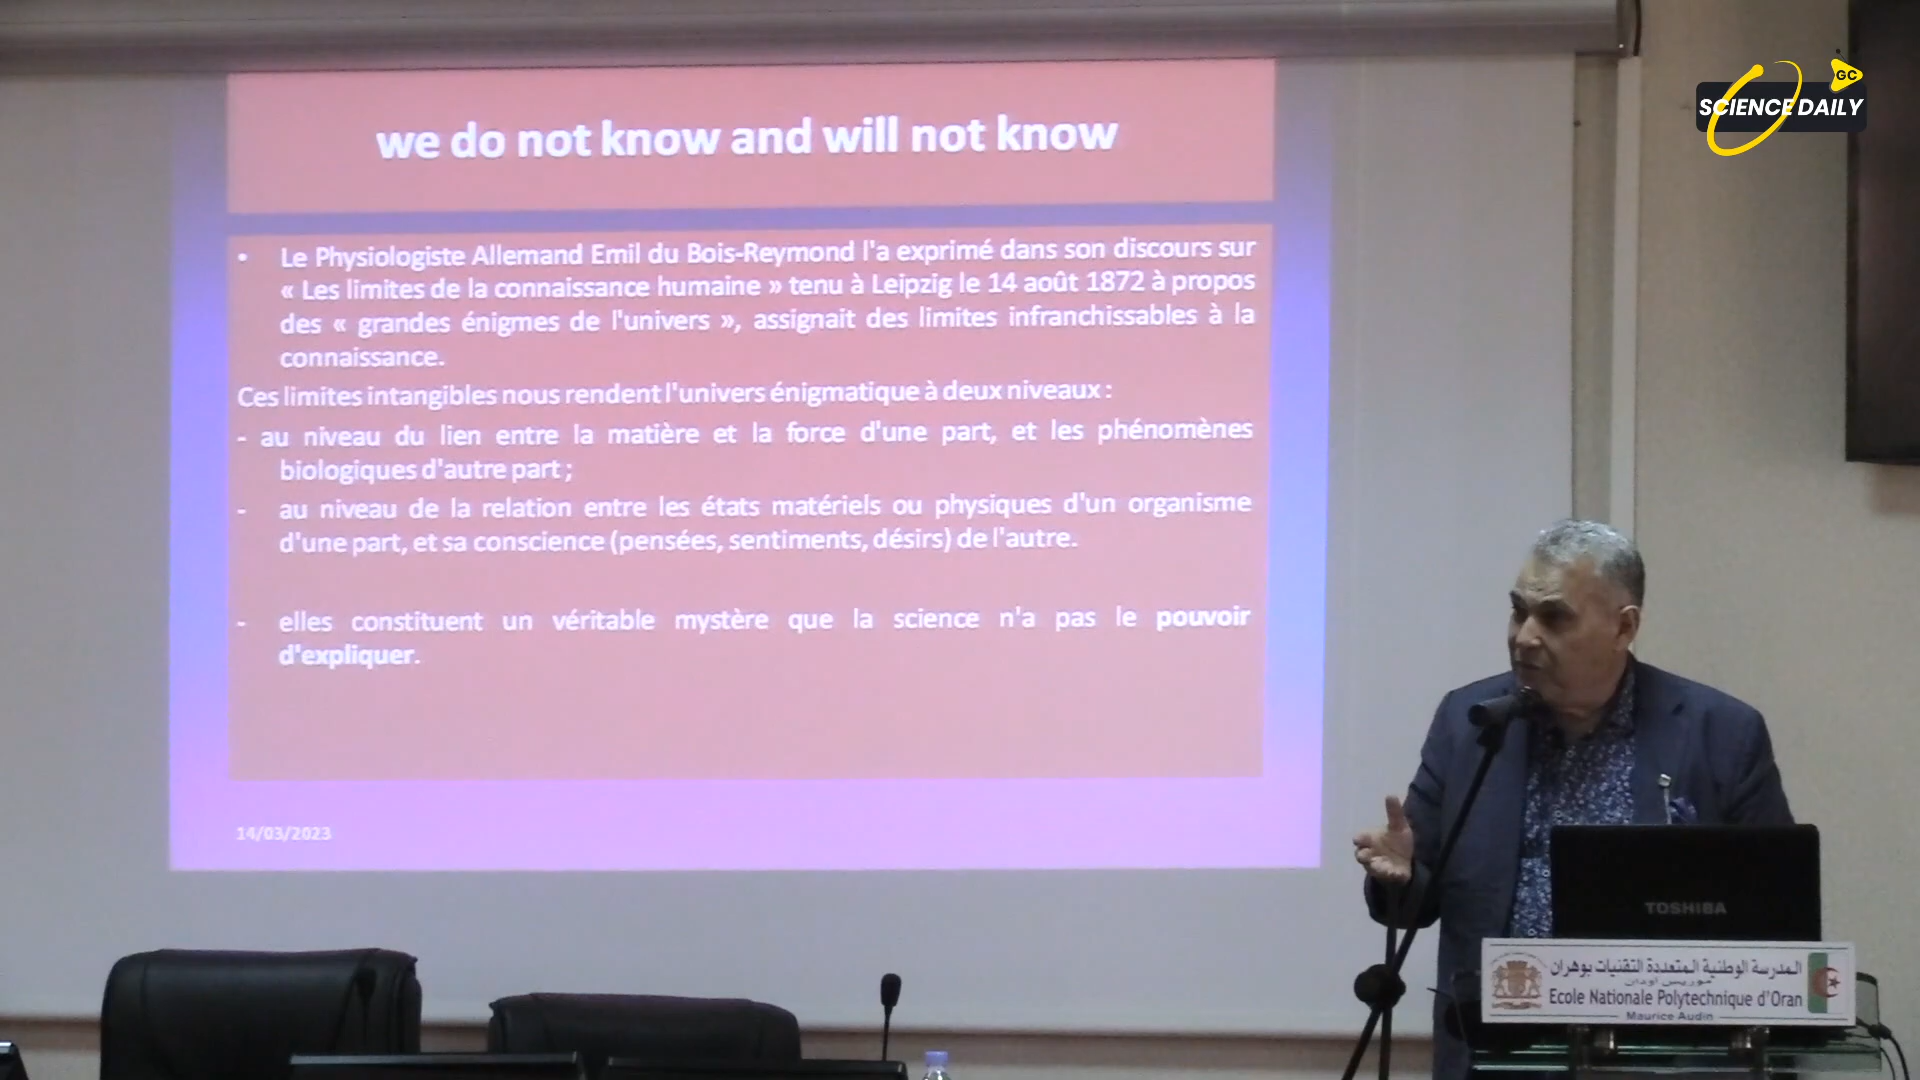 GC
SCIENCE DAILY
we do not know and will not know
• Le Physiologiste Allemand Emil du Bois-Reymond l'a exprimé dans son discours sur
« Les limites de la connaissance humaine » tenu à Leipzig le 14 août 1872 à propos
des « grandes énigmes de l'univers », assignait des limites infranchissables à la
connaissance.
Ces limites intangibles nous rendent l'univers énigmatique à deux niveaux :
- au niveau du lien entre la matière et la force d'une part, et les phénomènes
biologiques d'autre part ;
- au niveau de la relation entre les états matériels ou physiques d'un organisme
d'une part, et sa conscience (pensées, sentiments, désirs) de l'autre.
- elles constituent un véritable mystère que la science n'a pas le pouvoir
d'expliquer.
14/03/2023
TOSHIBA
المدرسة الوطنية المتعددة التقنيات بوهران
موريس أودان
Ecole Nationale Polytechnique d'Oran
Maurice Audin